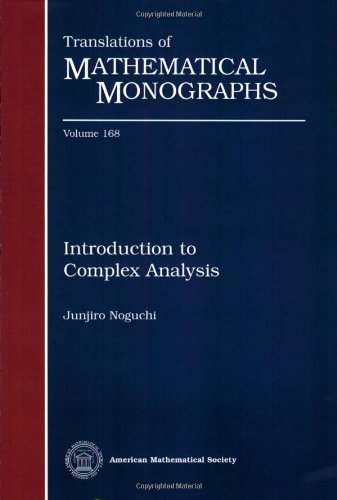 Translations of
MATHEMATICAL
MONOGRAPHS
Volume 168
Introduction to
Complex Analysis
Junjiro Noguchi
American Mathematical Society